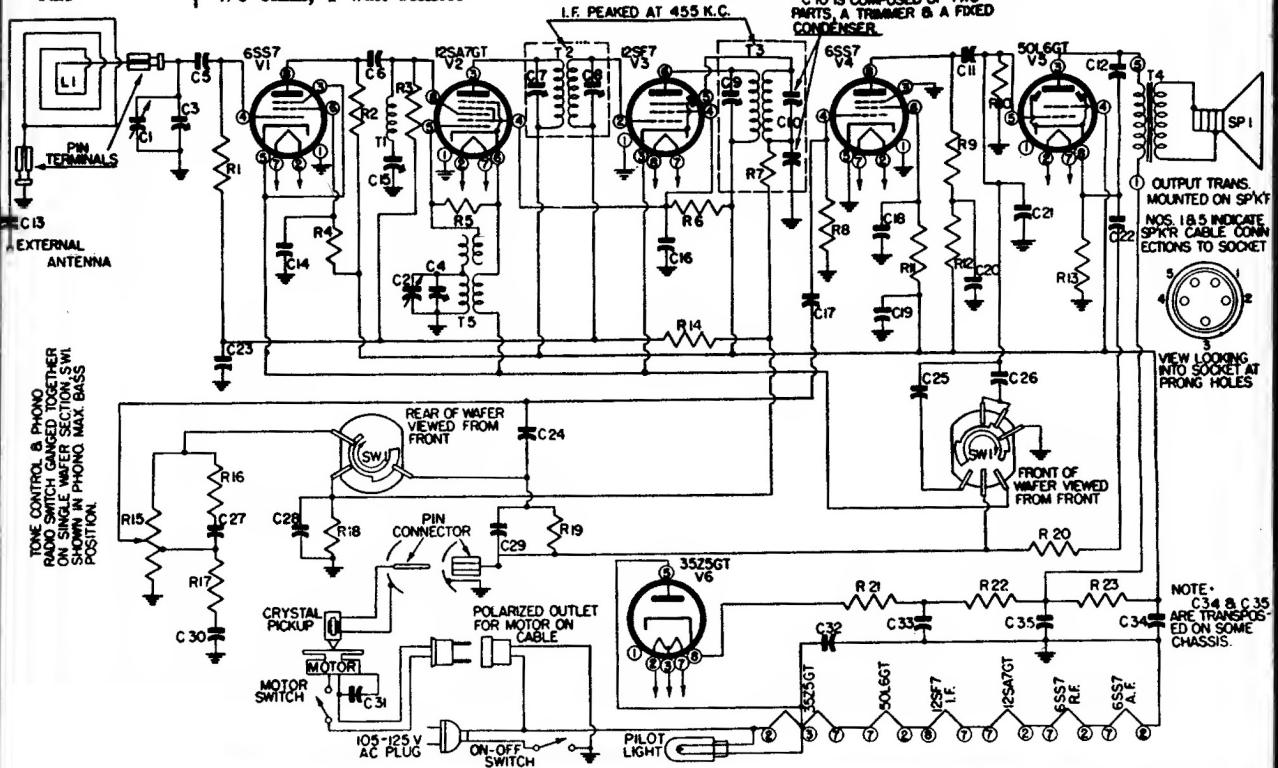 I.F. PEAKED AT 455 K.C.
PARTS, A TRIMMER & A FIXED
CONDENSER.
6SS7
V1
12SA7GT
V2
T2
12SF7
V3
T3
6SS7
V4
50L6GT
V5
T4
L1
C5
C6
C7
C8
C9
C10
C11
C12
SP1
PIN
TERMINALS
C1
C3
R1
R2
R3
T1
C15
R4
C14
R5
C21
C4
T5
R6
C16
R7
R8
C17
C18
R9
R10
R11
R12
C19
C20
C21
R13
C22
C13
EXTERNAL
ANTENNA
OUTPUT TRANS.
MOUNTED ON SP'K'R
NOS. 1 & 5 INDICATE
SP'K'R CABLE CONN
ECTIONS TO SOCKET
5
1
4
2
3
VIEW LOOKING
INTO SOCKET AT
PRONG HOLES
C23
R14
C25
C26
TONE CONTROL & PHONO
RADIO SWITCH GANGED TOGETHER
ON SINGLE WAFER SECTION, SW1.
SHOWN IN PHONO. MAX. BASS
POSITION.
REAR OF WAFER
VIEWED FROM
FRONT
SW1
C24
SW1
FRONT OF
WAFER VIEWED
FROM FRONT
R15
R16
C27
R17
C30
C28
R18
PIN
CONNECTOR
C29
R19
R20
CRYSTAL
PICKUP
MOTOR
MOTOR
SWITCH
C31
POLARIZED OUTLET
FOR MOTOR ON
CABLE
35Z5GT
V6
R21
R22
R23
C32
C33
C35
C34
NOTE.
C34 & C35
ARE TRANSPOS-
ED ON SOME
CHASSIS.
35Z5GT
50L6GT
12SF7
I.F.
12SA7GT
6SS7
R.F.
6SS7
A.F.
105-125 V
AC PLUG
ON-OFF
SWITCH
PILOT
LIGHT